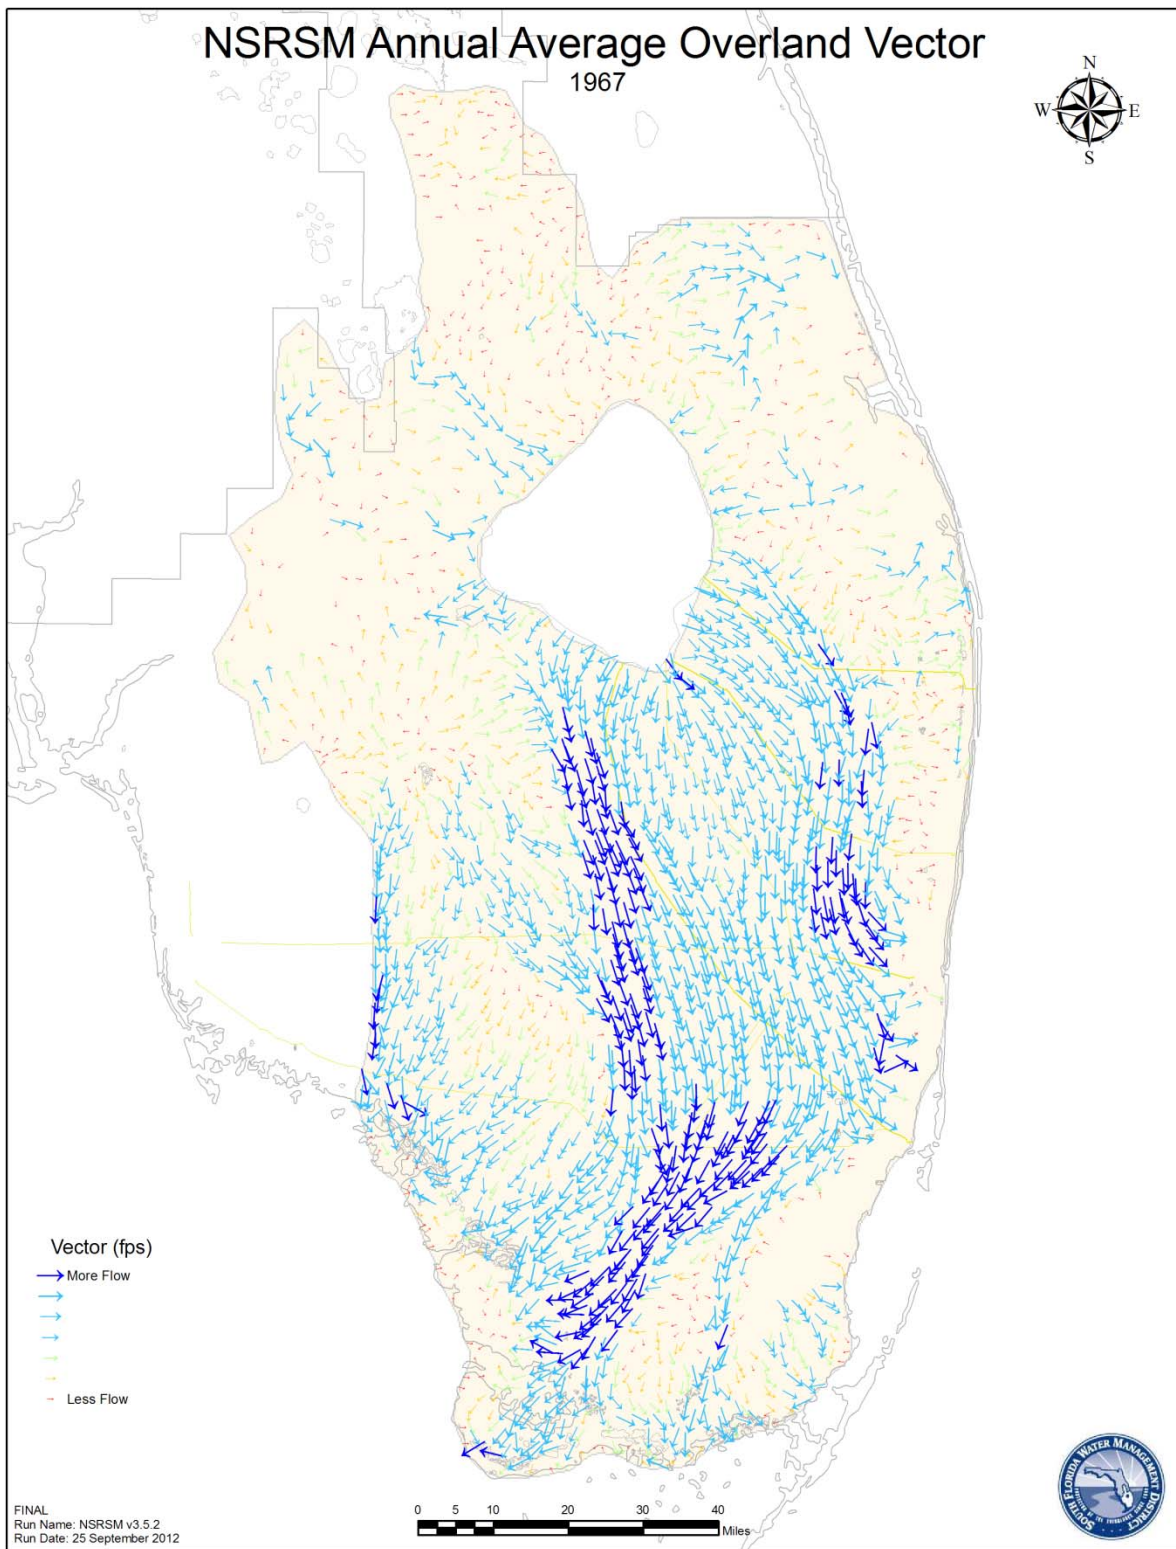 NSRSM Annual Average Overland Vector
1967
N
W E
S
Vector (fps)
More Flow
Less Flow
FINAL
Run Name: NSRSM v3.5.2
Run Date: 25 September 2012
0 5 10 20 30 40
Miles
SOUTH FLORIDA WATER MANAGEMENT DISTRICT